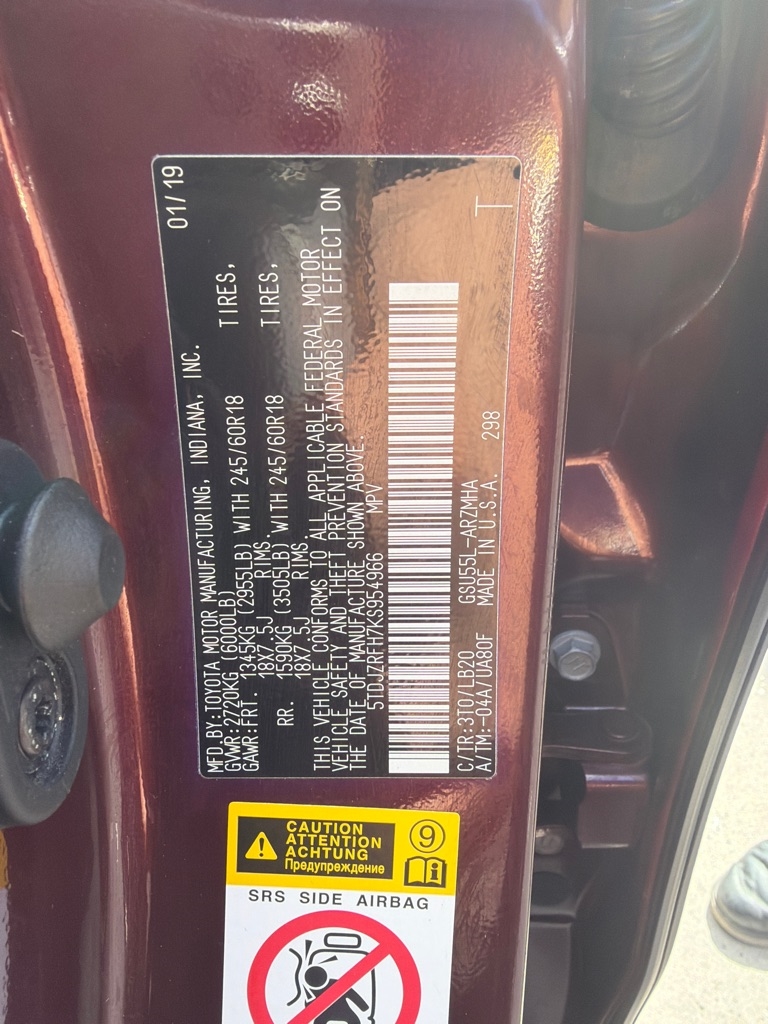 01/19
MFD.BY:TOYOTA MOTOR MANUFACTURING, INDIANA, INC.
GVWR:2720KG (6000LB)
GAWR:FRT. 1345KG (2955LB) WITH 245/60R18 TIRES,
18X7.5J RIMS.
RR. 1590KG (3505LB) WITH 245/60R18 TIRES,
18X7.5J RIMS.
THIS VEHICLE CONFORMS TO ALL APPLICABLE FEDERAL MOTOR
VEHICLE SAFETY AND THEFT PREVENTION STANDARDS IN EFFECT ON
THE DATE OF MANUFACTURE SHOWN ABOVE.
5TDJZRFH7KS954966 MPV
T
C/TR:3T0/LB20 GSU55L-ARZMHA
A/TM:-04A/UA80F MADE IN U.S.A. 298
CAUTION
ATTENTION
ACHTUNG
Предупреждение
9
SRS SIDE AIRBAG